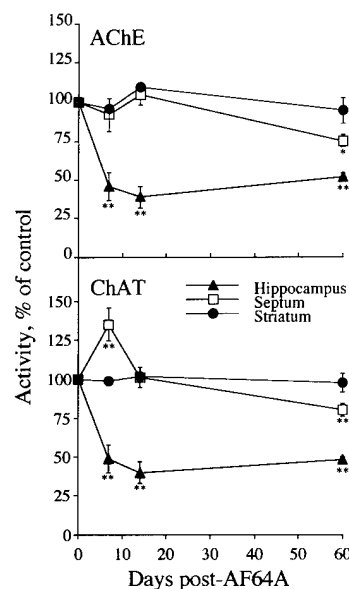 150
AChE
125
100
75
*
50
**
**
**
25
0
ChAT
Hippocampus
Septum
Striatum
150
125
**
100
75
**
50
**
**
**
25
0
0 10 20 30 40 50 60
Activity, % of control
Days post-AF64A